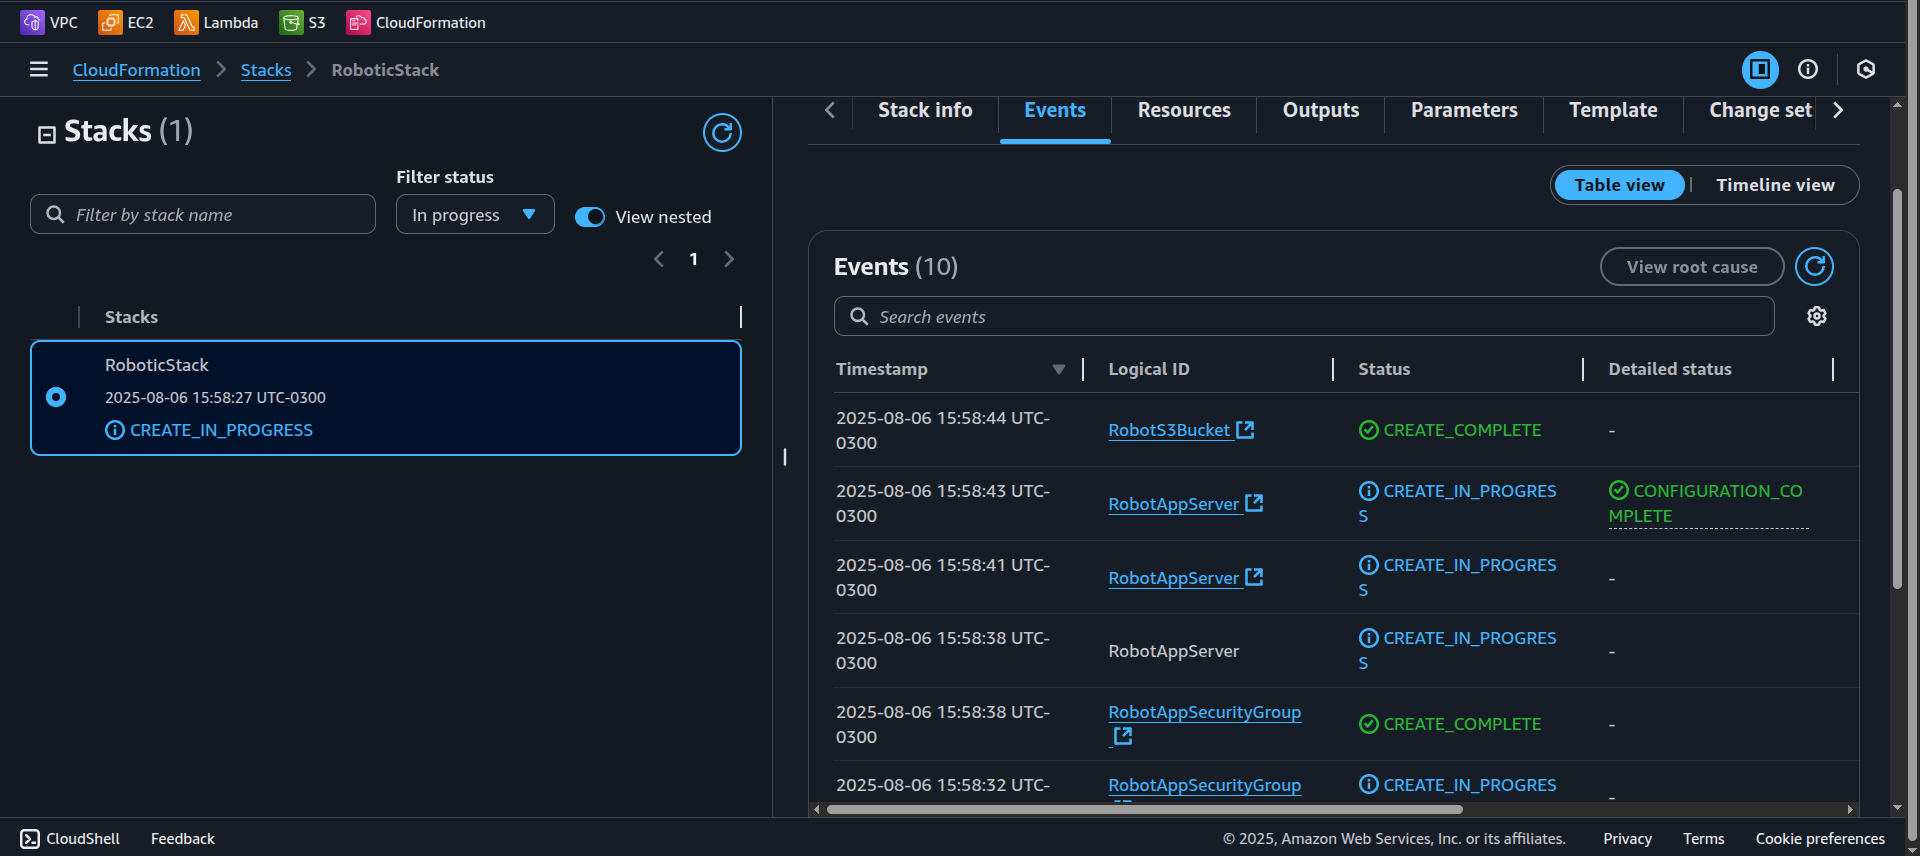 VPC EC2 Lambda S3 CloudFormation
CloudFormation Stacks RoboticStack
Stacks (1)
Filter status
Filter by stack name In progress View nested
1
Stacks
RoboticStack
2025-08-06 15:58:27 UTC-0300
CREATE_IN_PROGRESS
Stack info Events Resources Outputs Parameters Template Change set
Table view | Timeline view
Events (10) View root cause
Search events
Timestamp Logical ID Status Detailed status
2025-08-06 15:58:44 UTC-
0300
RobotS3Bucket
CREATE_COMPLETE
-
2025-08-06 15:58:43 UTC-
0300
RobotAppServer
CREATE_IN_PROGRES
S
CONFIGURATION_CO
MPLETE
2025-08-06 15:58:41 UTC-
0300
RobotAppServer
CREATE_IN_PROGRES
S
-
2025-08-06 15:58:38 UTC-
0300
RobotAppServer
CREATE_IN_PROGRES
S
-
2025-08-06 15:58:38 UTC-
0300
RobotAppSecurityGroup
CREATE_COMPLETE
-
2025-08-06 15:58:32 UTC-
RobotAppSecurityGroup
CREATE_IN_PROGRES
-
CloudShell Feedback © 2025, Amazon Web Services, Inc. or its affiliates. Privacy Terms Cookie preferences